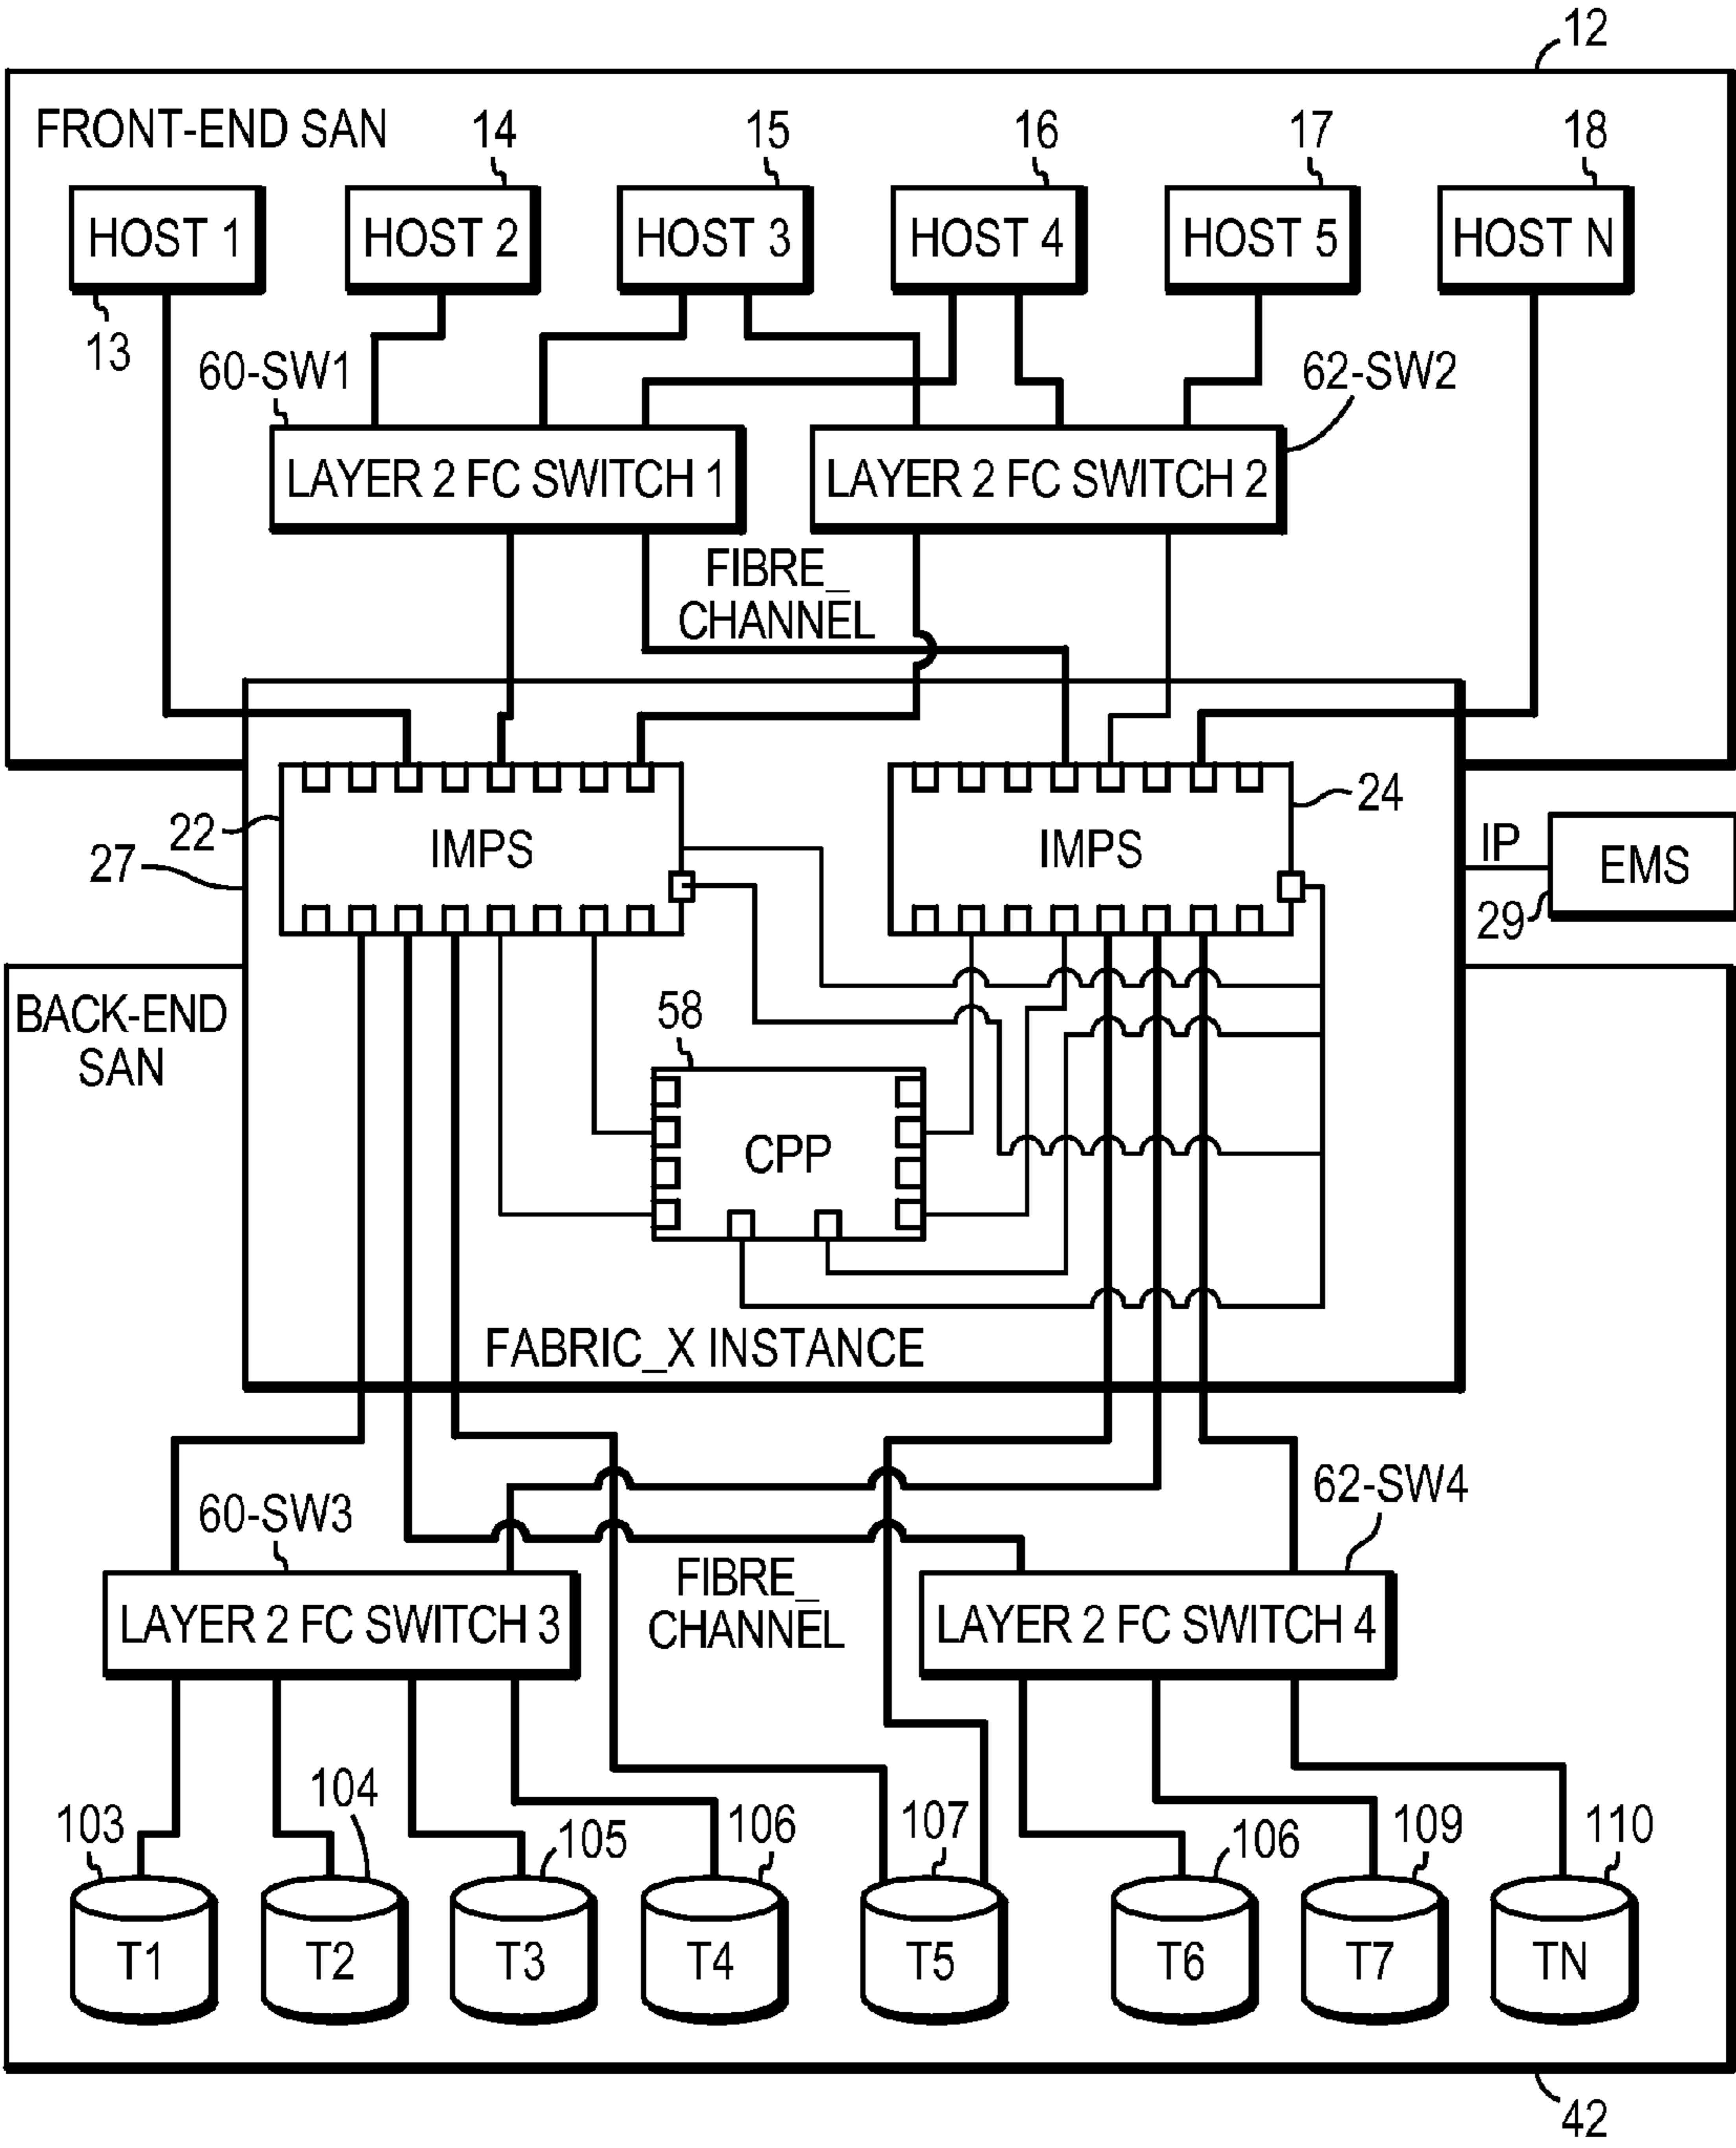 12
FRONT-END SAN
14
15
16
17
18
HOST 1
HOST 2
HOST 3
HOST 4
HOST 5
HOST N
13
60-SW1
62-SW2
LAYER 2 FC SWITCH 1
LAYER 2 FC SWITCH 2
FIBRE_
CHANNEL
22
IMPS
IMPS
24
27
IP
EMS
29
BACK-END
SAN
58
CPP
FABRIC_X INSTANCE
60-SW3
62-SW4
FIBRE_
CHANNEL
LAYER 2 FC SWITCH 3
LAYER 2 FC SWITCH 4
103
104
105
106
107
106
109
110
T1
T2
T3
T4
T5
T6
T7
TN
42